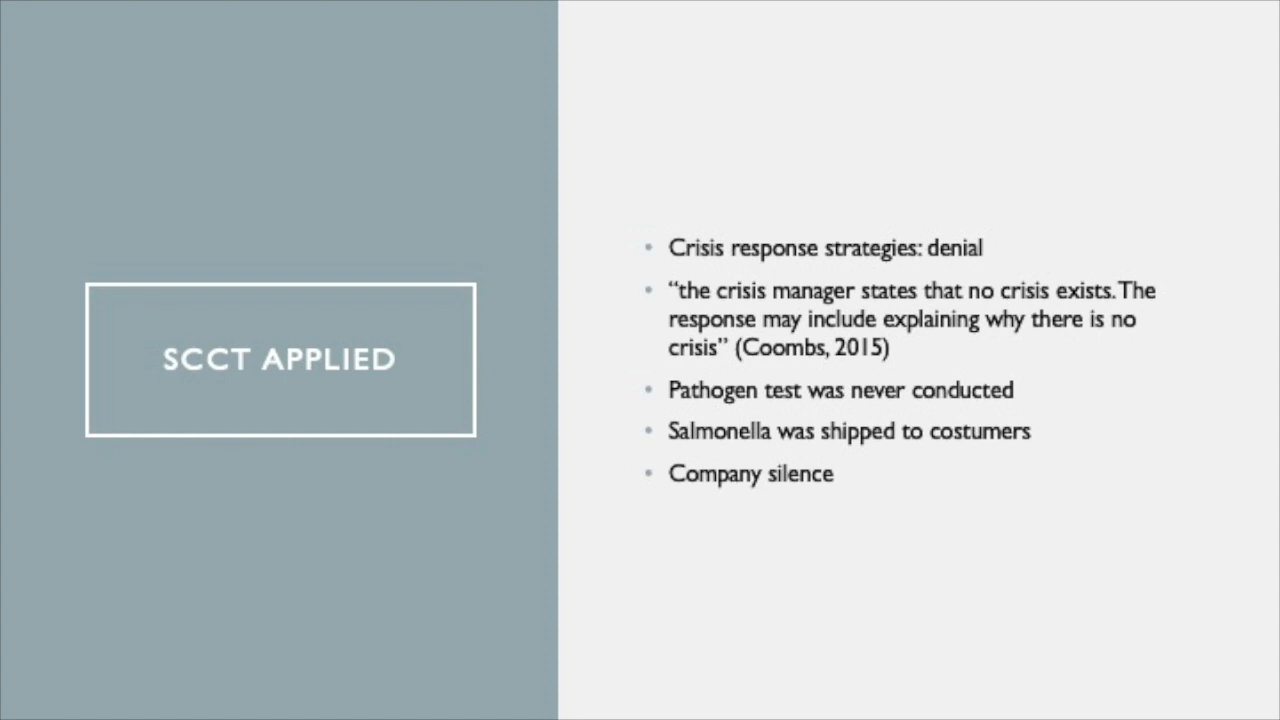 SCCT APPLIED
• Crisis response strategies: denial
• “the crisis manager states that no crisis exists. The
response may include explaining why there is no
crisis” (Coombs, 2015)
• Pathogen test was never conducted
• Salmonella was shipped to costumers
• Company silence